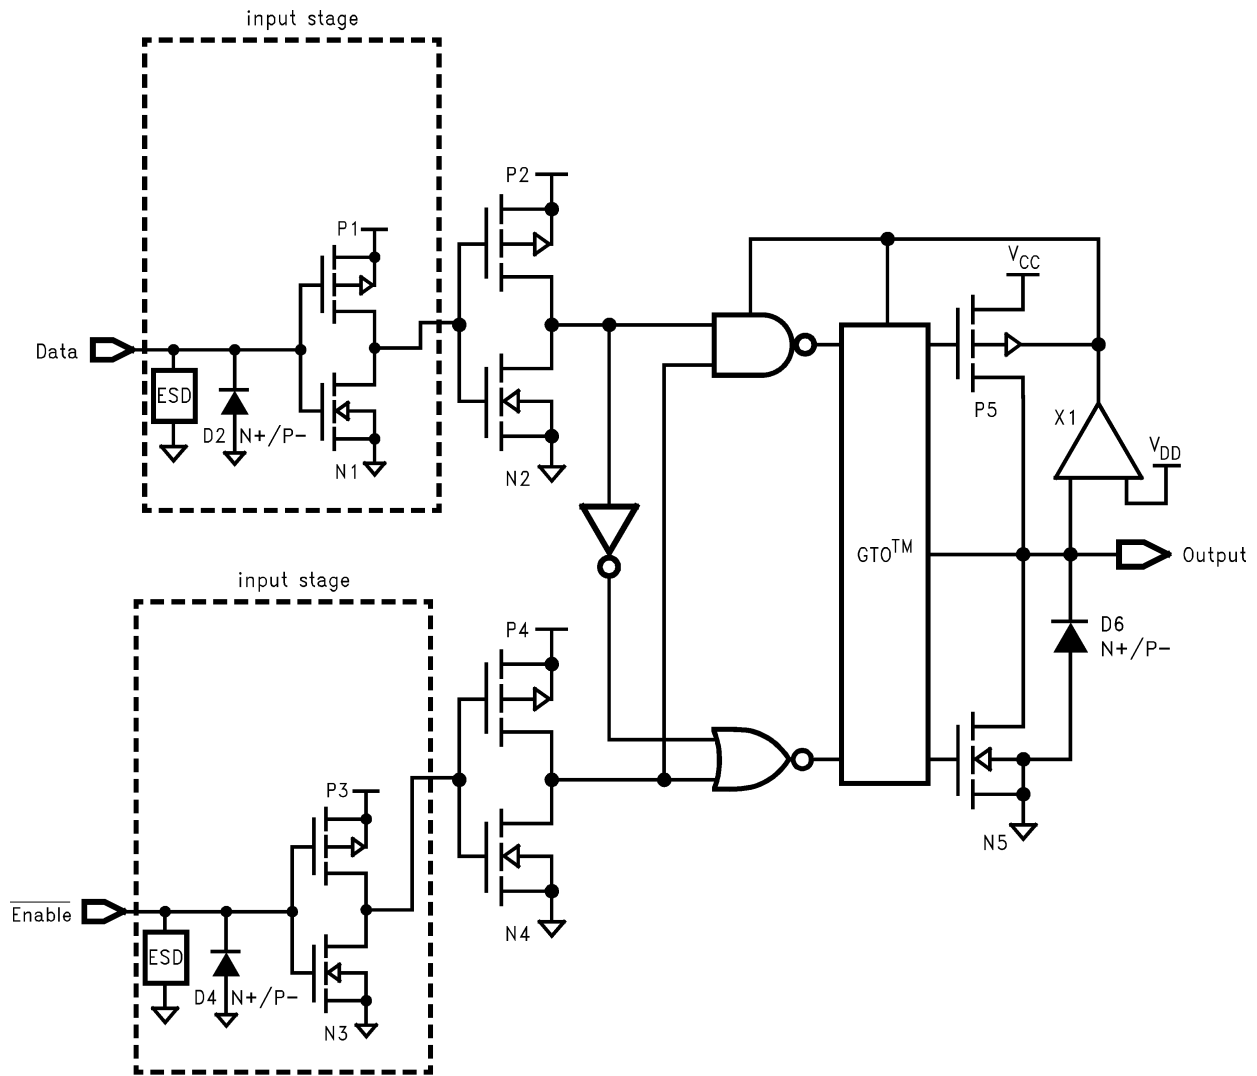 input stage
P2
P1
VCC
Data
ESD
D2 N+/P-
N1
N2
P5
X1
VDD
GTO™
Output
input stage
P4
D6
N+/P-
P3
N5
Enable
ESD
D4 N+/P-
N4
N3